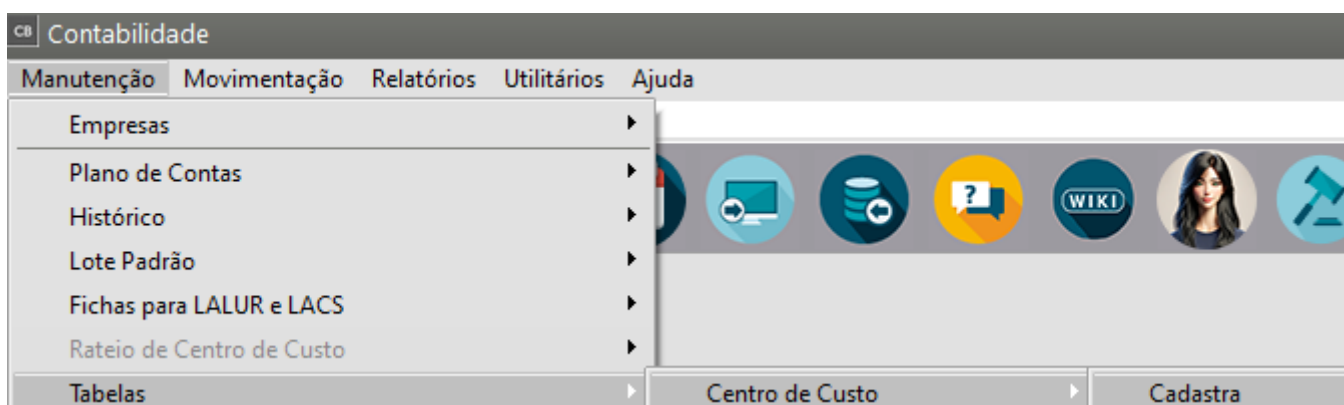 CB Contabilidade
Manutenção Movimentação Relatórios Utilitários Ajuda
Empresas
Plano de Contas
Histórico
Lote Padrão
Fichas para LALUR e LACS
Rateio de Centro de Custo
Tabelas Centro de Custo Cadastra
? WIKI